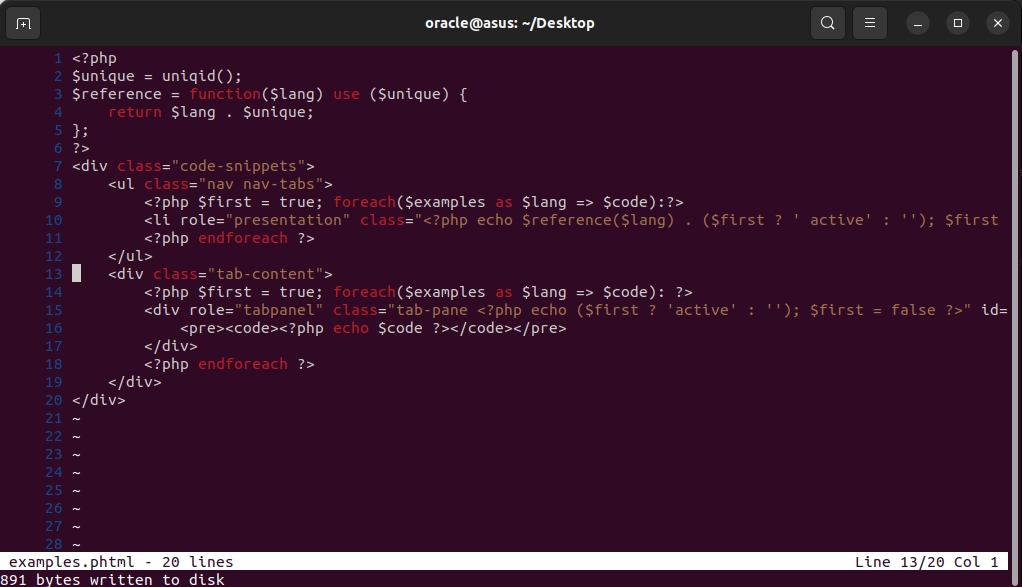 oracle@asus: ~/Desktop
1 <?php
2 $unique = uniqid();
3 $reference = function($lang) use ($unique) {
4     return $lang . $unique;
5 };
6 ?>
7 <div class="code-snippets">
8     <ul class="nav nav-tabs">
9         <?php $first = true; foreach($examples as $lang => $code):?>
10         <li role="presentation" class="<?php echo $reference($lang) . ($first ? ' active' : ''); $first
11         <?php endforeach ?>
12     </ul>
13     <div class="tab-content">
14         <?php $first = true; foreach($examples as $lang => $code): ?>
15         <div role="tabpanel" class="tab-pane <?php echo ($first ? 'active' : ''); $first = false ?>" id=
16             <pre><code><?php echo $code ?></code></pre>
17         </div>
18         <?php endforeach ?>
19     </div>
20 </div>
21 ~
22 ~
23 ~
24 ~
25 ~
26 ~
27 ~
28 ~
examples.phtml - 20 lines Line 13/20 Col 1
891 bytes written to disk